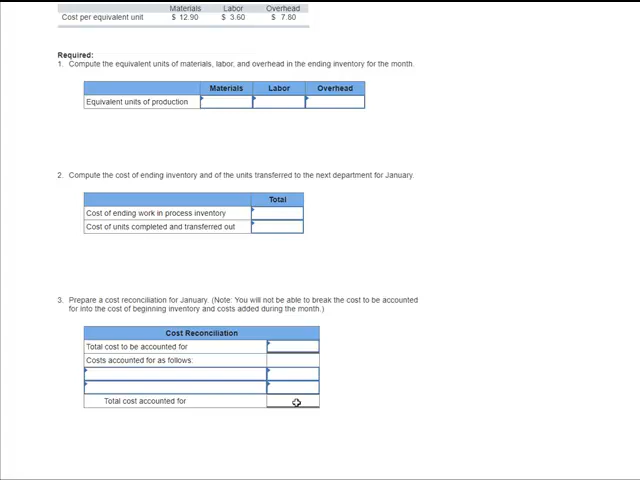 Materials Labor Overhead
Cost per equivalent unit $ 12.90 $ 3.60 $ 7.80
Required:
1. Compute the equivalent units of materials, labor, and overhead in the ending inventory for the month.
Materials Labor Overhead
Equivalent units of production
2. Compute the cost of ending inventory and of the units transferred to the next department for January.
Total
Cost of ending work in process inventory
Cost of units completed and transferred out
3. Prepare a cost reconciliation for January. (Note: You will not be able to break the cost to be accounted
for into the cost of beginning inventory and costs added during the month.)
Cost Reconciliation
Total cost to be accounted for
Costs accounted for as follows:
Total cost accounted for